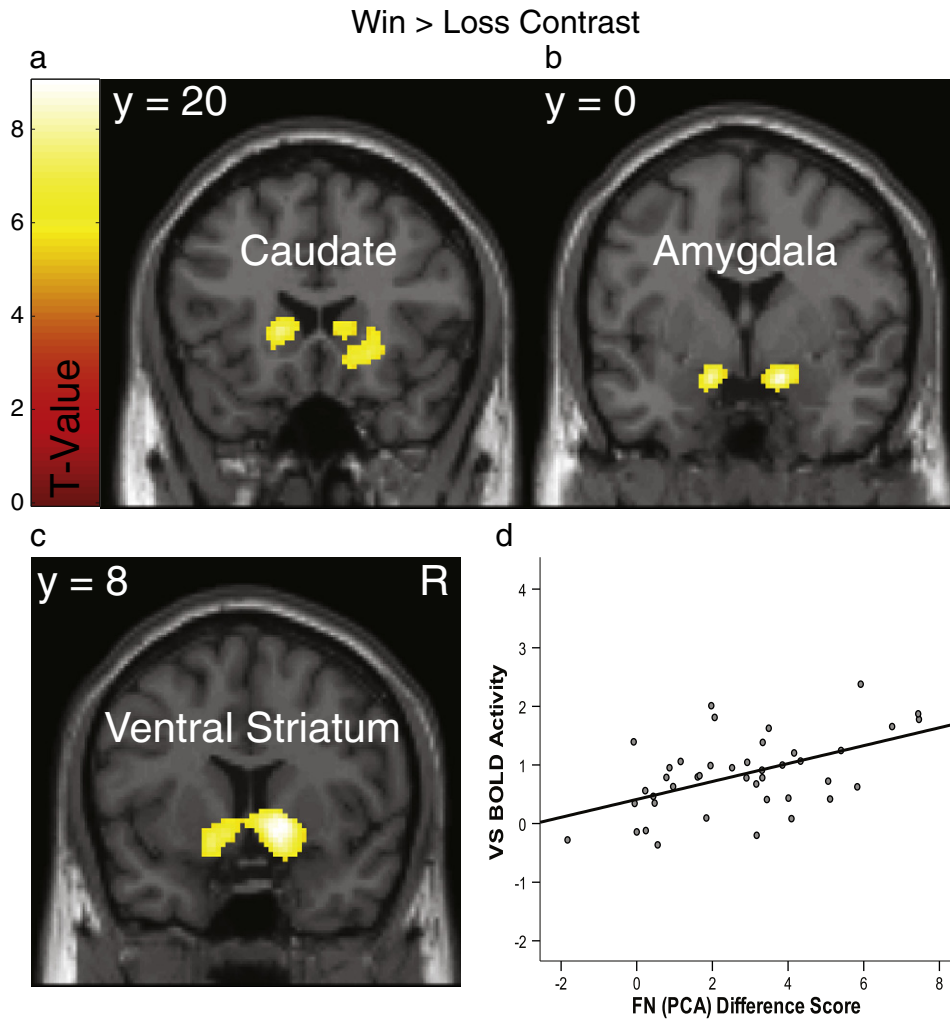 Win > Loss Contrast
a
b
y = 20
y = 0
Caudate
Amygdala
8
6
4
2
0
T-Value
c
d
y = 8
R
Ventral Striatum
VS BOLD Activity
4
3
2
1
0
-1
-2
-2
0
2
4
6
8
FN (PCA) Difference Score